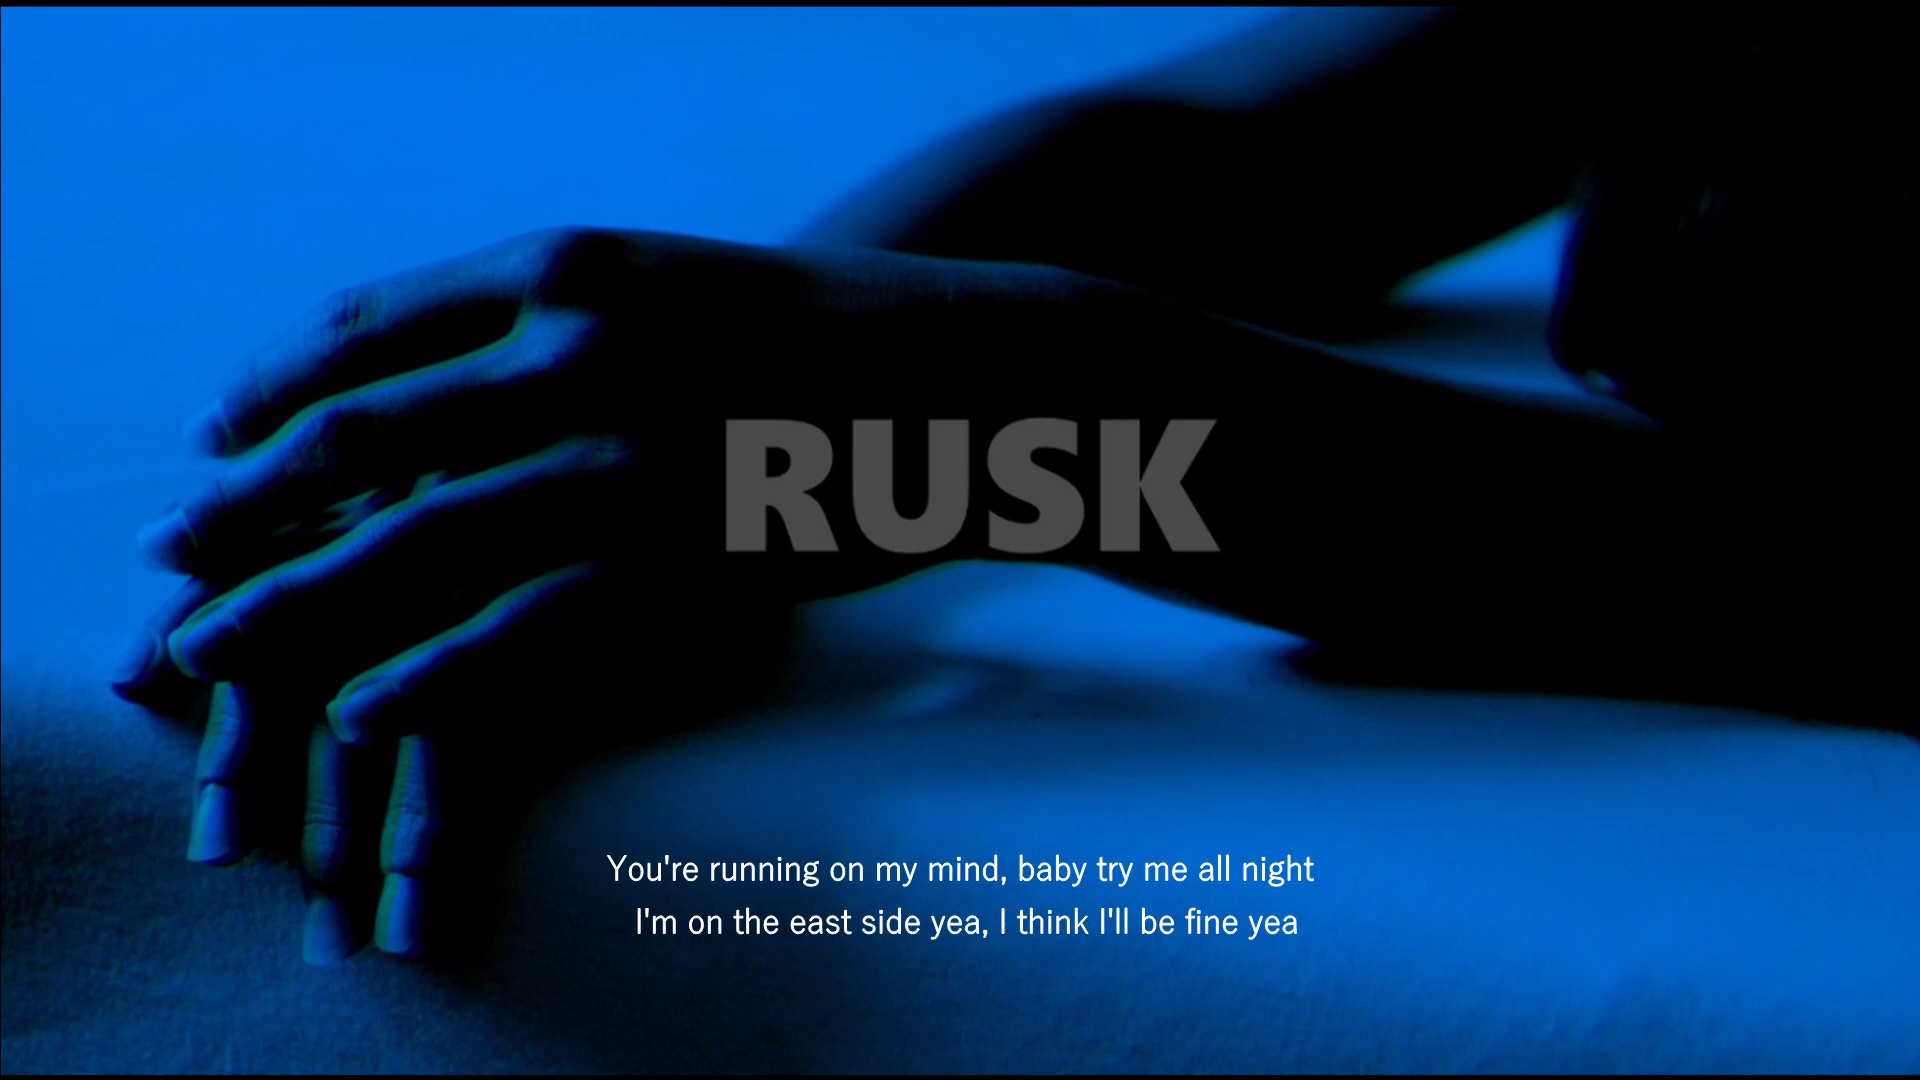 RUSK
You're running on my mind, baby try me all night
I'm on the east side yea, I think I'll be fine yea